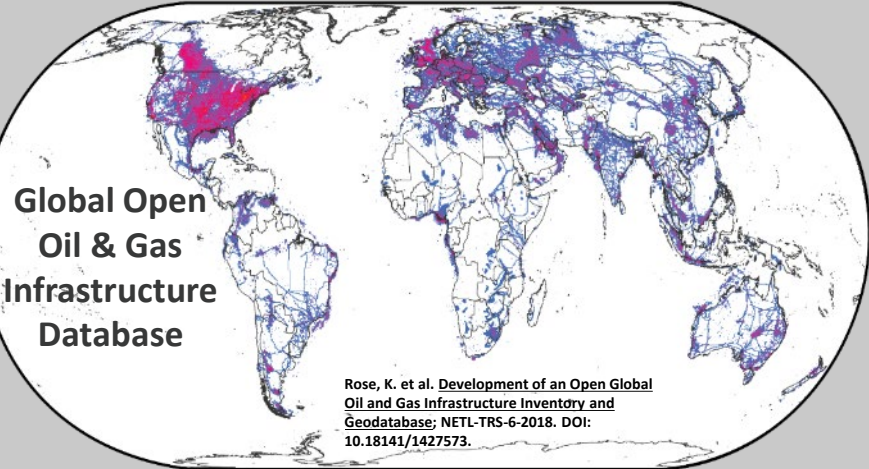 Global Open
Oil & Gas
Infrastructure
Database
Rose, K. et al. Development of an Open Global
Oil and Gas Infrastructure Inventory and
Geodatabase; NETL-TRS-6-2018. DOI:
10.18141/1427573.